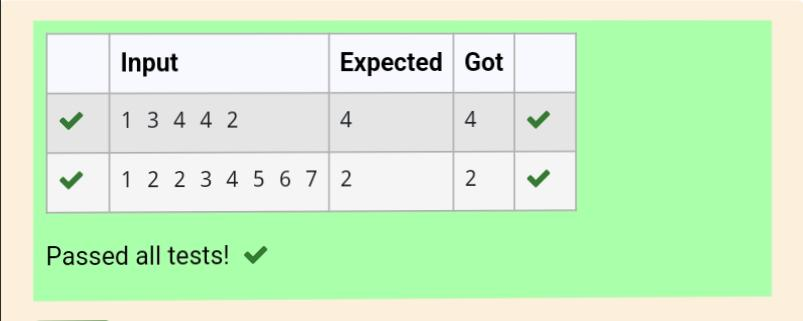 Input Expected Got
1 3 4 4 2 4 4
1 2 2 3 4 5 6 7 2 2
Passed all tests!